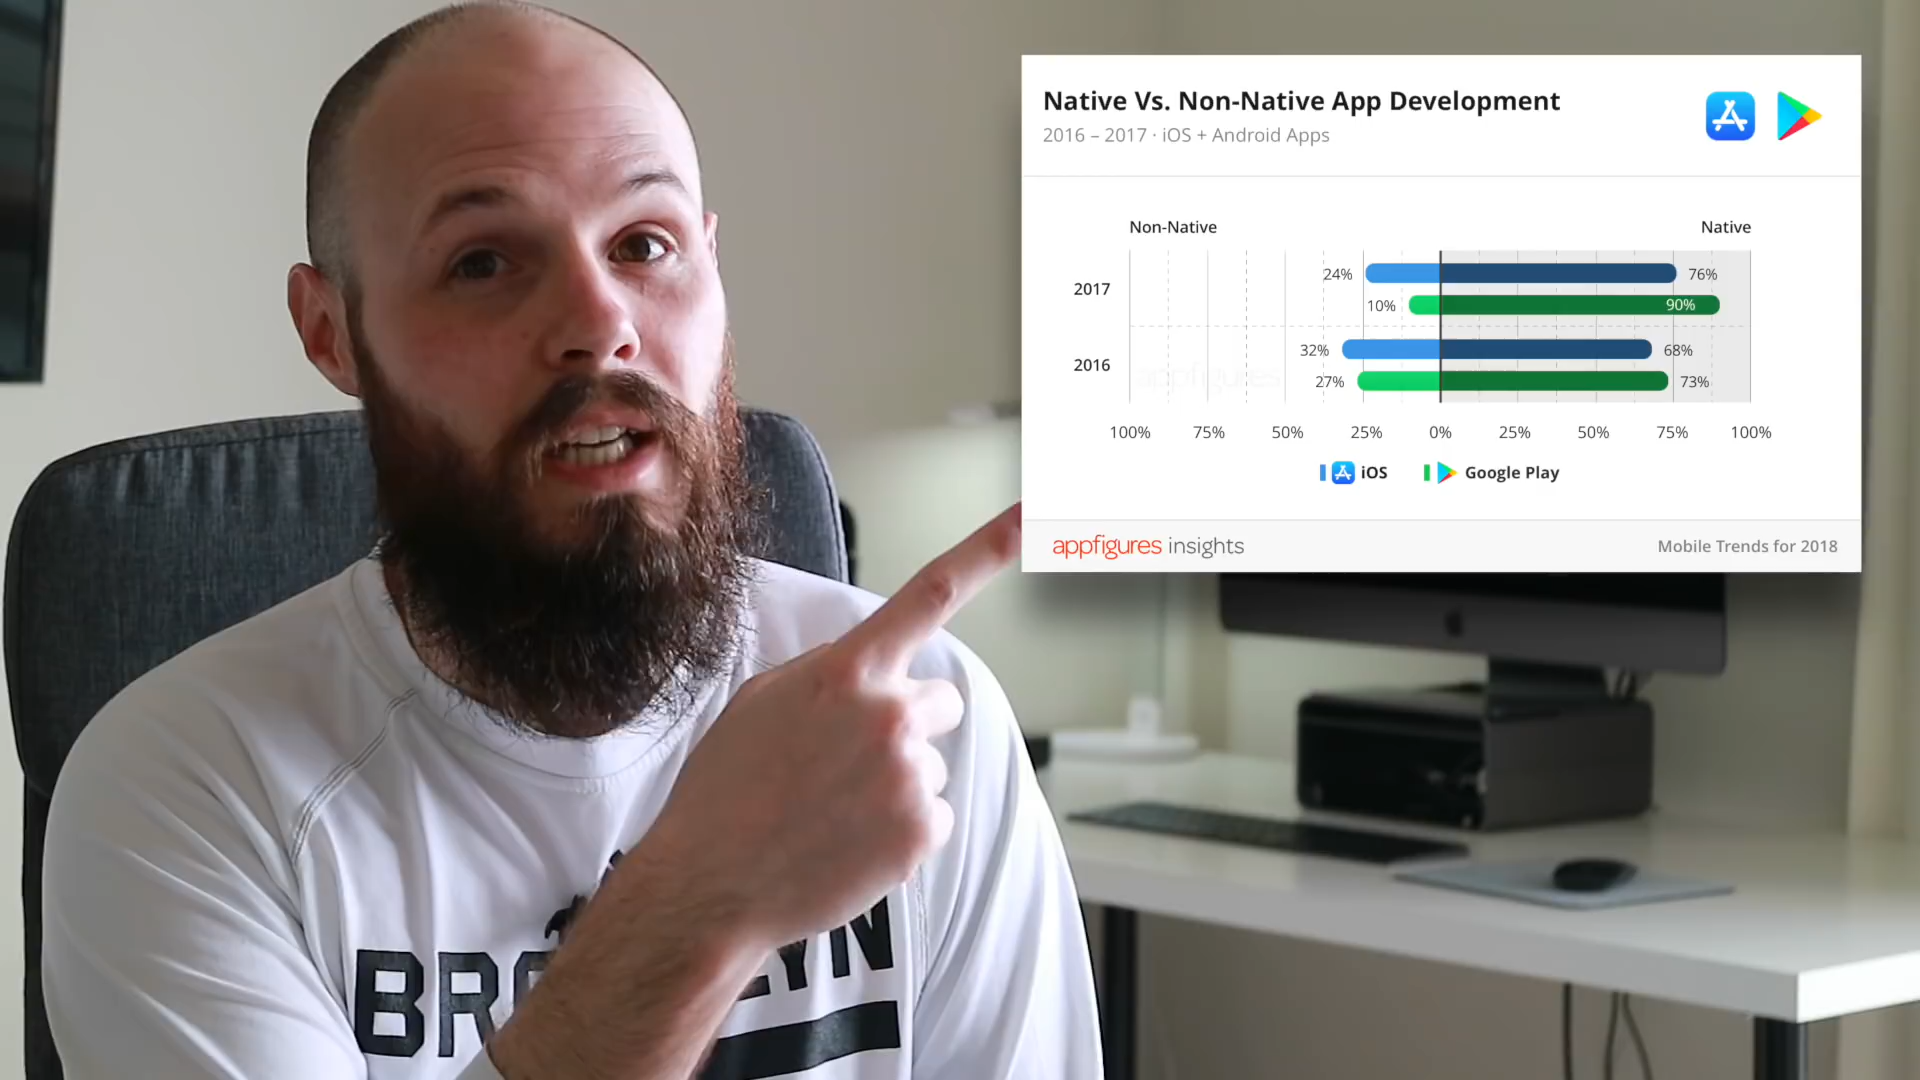 Native Vs. Non-Native App Development
2016 – 2017 · iOS + Android Apps
Non-Native
Native
2017
24%
76%
10%
90%
2016
32%
68%
27%
73%
appfigures
100% 75% 50% 25% 0% 25% 50% 75% 100%
iOS
Google Play
appfigures insights
Mobile Trends for 2018